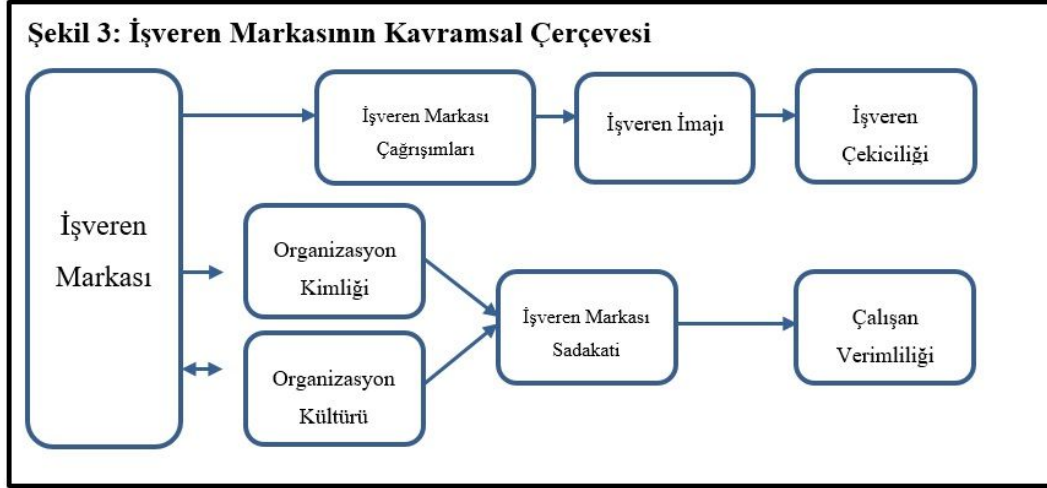 Şekil 3: İşveren Markasının Kavramsal Çerçevesi
İşveren
Markası
İşveren Markası
Çağrışımları
İşveren İmajı
İşveren
Çekiciliği
Organizasyon
Kimliği
Organizasyon
Kültürü
İşveren Markası
Sadakati
Çalışan
Verimliliği